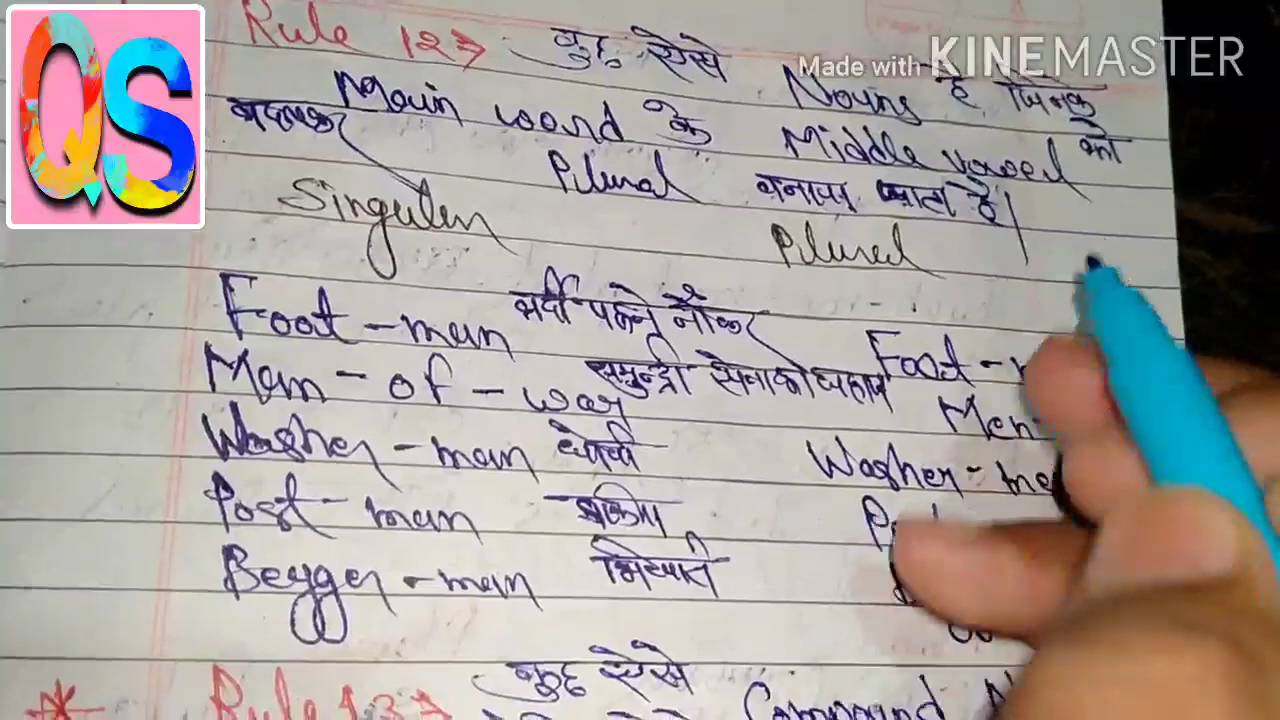 QS
Made with KINEMASTER
Rule 12 → कुछ ऐसे Nouns है जिनके
Main word के Middle vowel को
बदलकर Plural बनाया जाता है।
Singular Plural
Foot - man वर्दी पहने नौकर Foot -
Man - of - war समुन्द्री सेना का जहाज Men
Washer - man धोबी Washer - me
Post - man डाकिया
Beggar - man भिखारी
Rule 13 → कुछ ऐसे Compound N